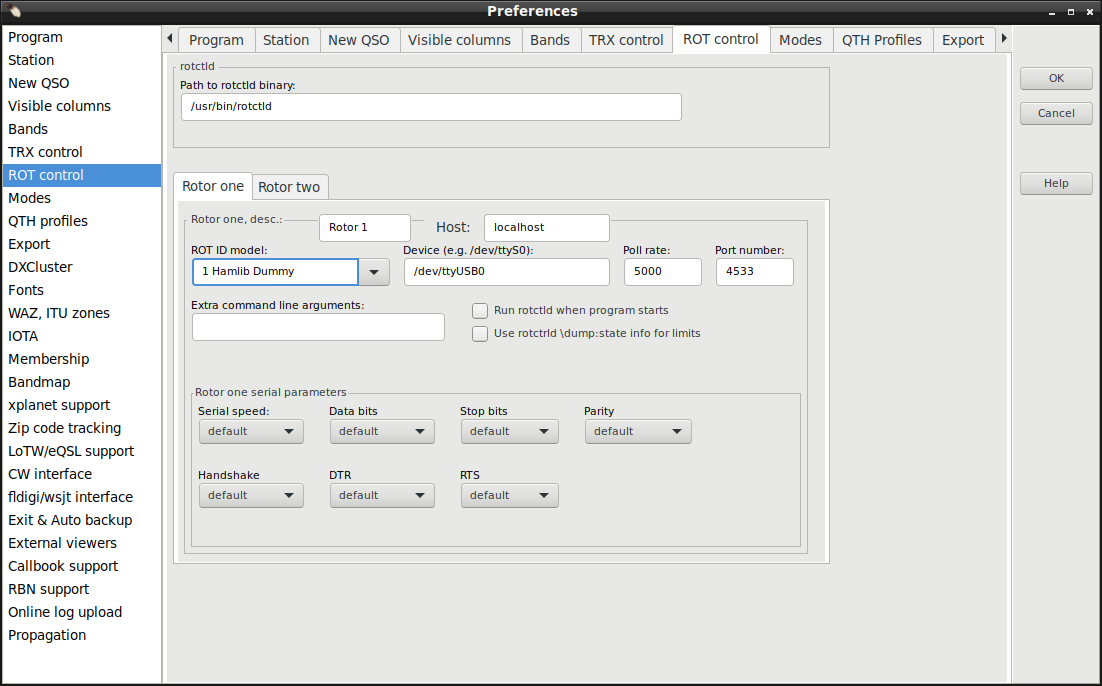 Preferences
Program
Station
New QSO
Visible columns
Bands
TRX control
ROT control
Modes
QTH profiles
Export
DXCluster
Fonts
WAZ, ITU zones
IOTA
Membership
Bandmap
xplanet support
Zip code tracking
LoTW/eQSL support
CW interface
fldigi/wsjt interface
Exit & Auto backup
External viewers
Callbook support
RBN support
Online log upload
Propagation
Program Station New QSO Visible columns Bands TRX control ROT control Modes QTH Profiles Export
rotctld
Path to rotctld binary:
/usr/bin/rotctld
Rotor one Rotor two
Rotor one, desc.: Rotor 1 Host: localhost
ROT ID model: Device (e.g. /dev/ttyS0): Poll rate: Port number:
1 Hamlib Dummy /dev/ttyUSB0 5000 4533
Extra command line arguments:
Run rotctld when program starts
Use rotctrld \dump:state info for limits
Rotor one serial parameters
Serial speed: Data bits Stop bits Parity
default default default default
Handshake DTR RTS
default default default
OK
Cancel
Help